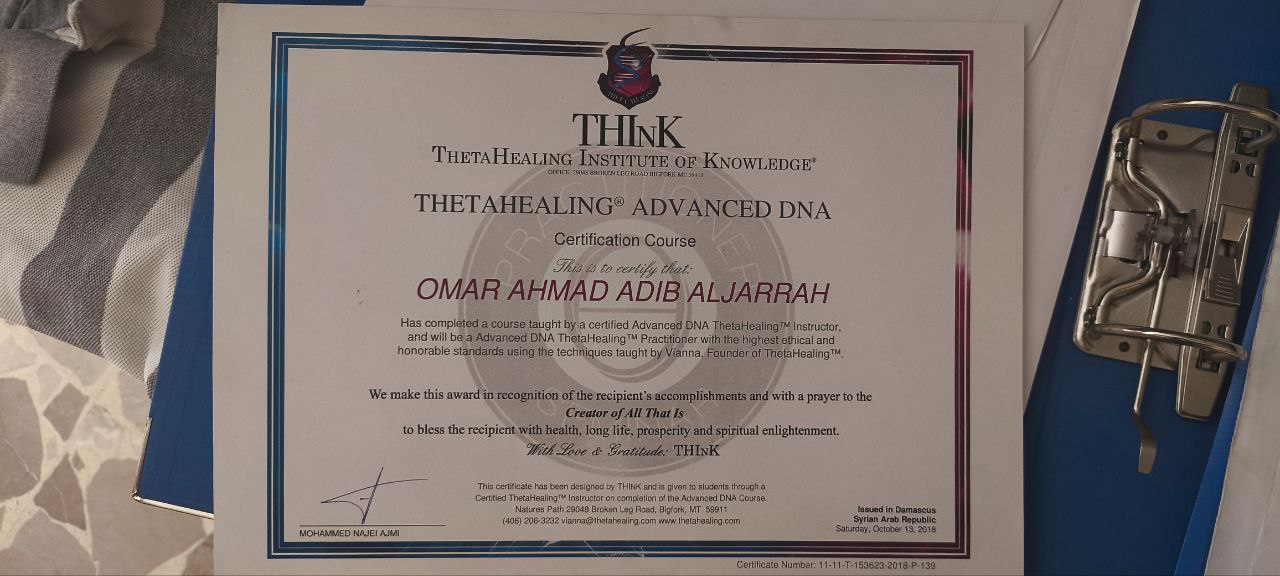 THETA HEALING
THInK
THETAHEALING INSTITUTE OF KNOWLEDGE®
OFFICE: 29048 BROKEN LEG ROAD BIGFORK, MT 59911
THETAHEALING® ADVANCED DNA
Certification Course
This is to certify that:
OMAR AHMAD ADIB ALJARRAH
Has completed a course taught by a certified Advanced DNA ThetaHealing™ Instructor,
and will be a Advanced DNA ThetaHealing™ Practitioner with the highest ethical and
honorable standards using the techniques taught by Vianna, Founder of ThetaHealing™.
We make this award in recognition of the recipient's accomplishments and with a prayer to the
Creator of All That Is
to bless the recipient with health, long life, prosperity and spiritual enlightenment.
With Love & Gratitude: THInK
This certificate has been designed by THINK and is given to students through a
Certified ThetaHealing™ Instructor on completion of the Advanced DNA Course.
Natures Path 29048 Broken Leg Road, Bigfork, MT 59911
(406) 206-3232 vianna@thetahealing.com www.thetahealing.com
MOHAMMED NAJEI AJMI
Issued in Damascus
Syrian Arab Republic
Saturday, October 13, 2018
Certificate Number: 11-11-T-153623-2018-P-139
PRACTITIONER